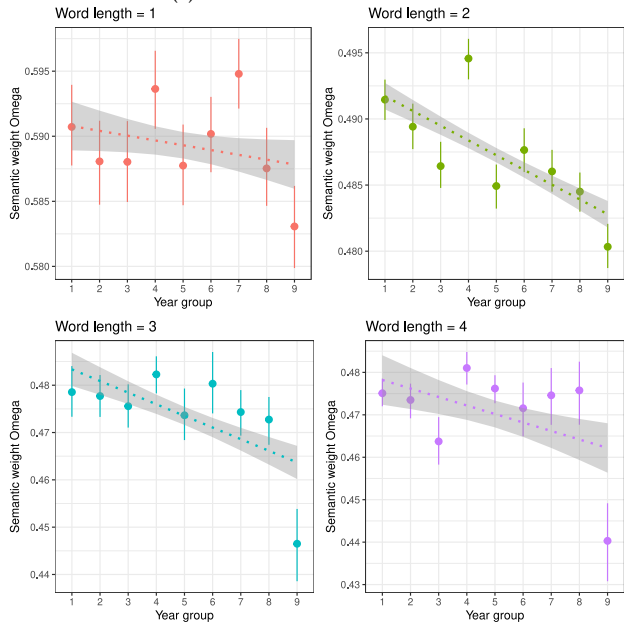 Word length = 1
0.595
0.590
0.585
0.580
Semantic weight Omega
1 2 3 4 5 6 7 8 9
Year group
Word length = 2
0.495
0.490
0.485
0.480
Semantic weight Omega
1 2 3 4 5 6 7 8 9
Year group
Word length = 3
0.48
0.47
0.46
0.45
0.44
Semantic weight Omega
1 2 3 4 5 6 7 8 9
Year group
Word length = 4
0.48
0.47
0.46
0.45
0.44
0.43
Semantic weight Omega
1 2 3 4 5 6 7 8 9
Year group